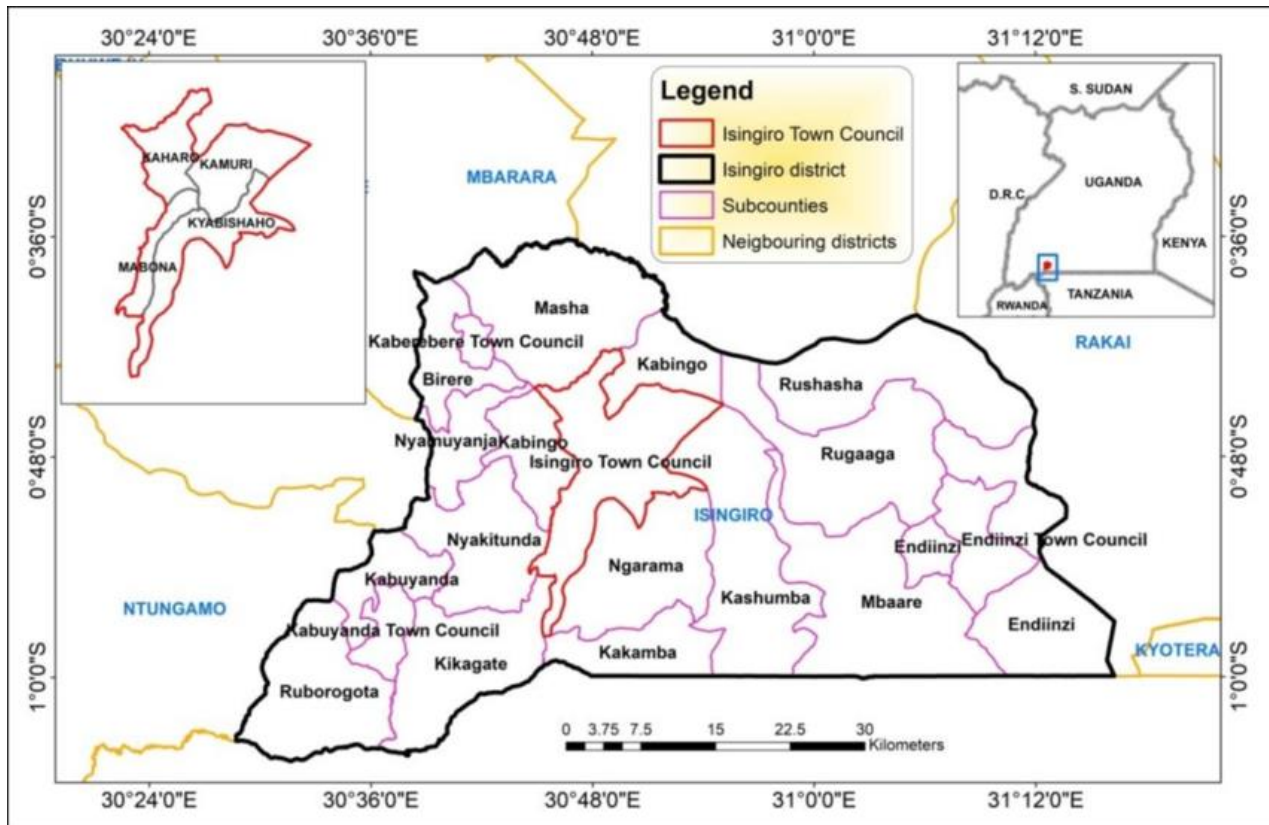 30°24'0"E
30°36'0"E
30°48'0"E
31°0'0"E
31°12'0"E
0°36'0"S
0°48'0"S
1°0'0"S
KAHARO
KAMURI
KYABISHAHO
MABONA
Legend
Isingiro Town Council
Isingiro district
Subcounties
Neigbouring districts
S. SUDAN
UGANDA
D.R.C
KENYA
RWANDA
TANZANIA
0°36'0"S
0°48'0"S
1°0'0"S
MBARARA
RAKAI
Masha
Kaberebere Town Council
Kabingo
Birere
Rushasha
Nyamuyanja
Kabingo
Rugaaga
Isingiro Town Council
ISINGIRO
Nyakitunda
Endiinzi
Endiinzi Town Council
Ngarama
Kabuyanda
Kashumba
Mbaare
NTUNGAMO
Endiinzi
Kabuyanda Town Council
Kakamba
KYOTERA
Kikagate
Ruborogota
0 3.75 7.5 15 22.5 30
Kilometers
30°24'0"E
30°36'0"E
30°48'0"E
31°0'0"E
31°12'0"E